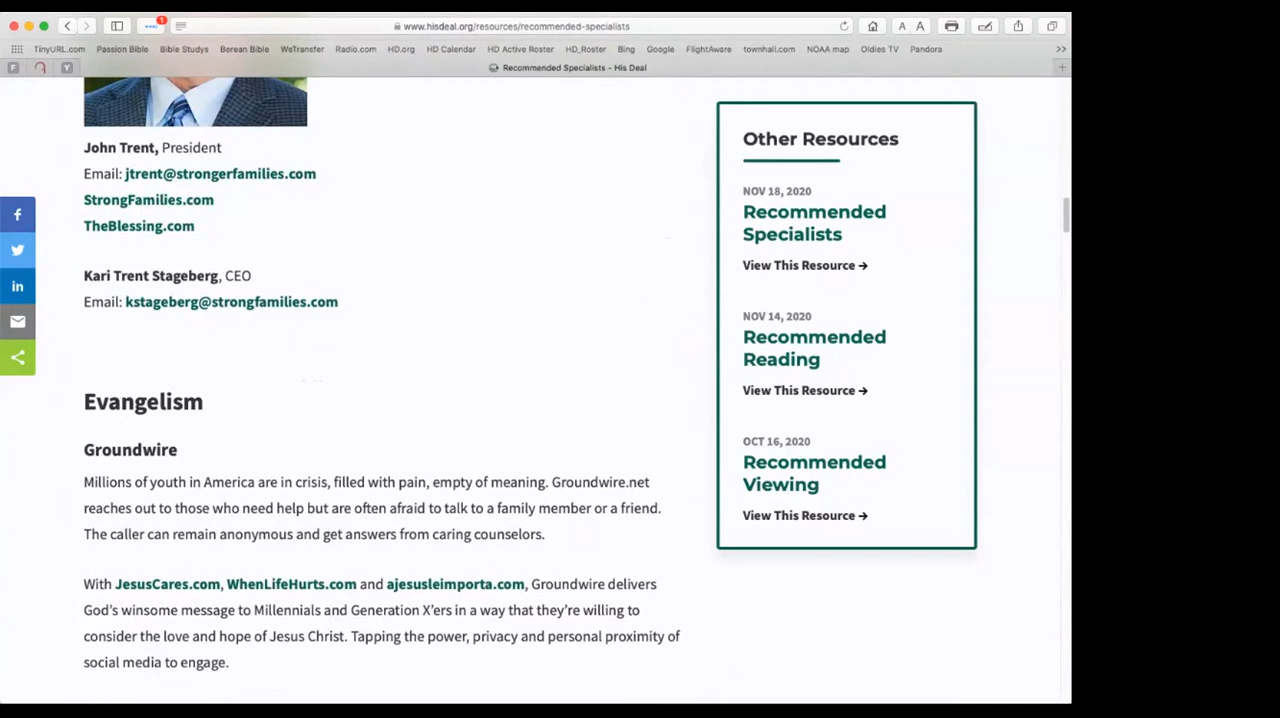 1
www.hisdeal.org/resources/recommended-specialists
A A
TinyURL.com Passion Bible Bible Studys Berean Bible WeTransfer Radio.com HD.org HD Calendar HD Active Roster HD_Roster Bing Google FlightAware townhall.com NOAA map Oldies TV Pandora >>
F Y Recommended Specialists - His Deal +
John Trent, President
Email: jtrent@strongerfamilies.com
StrongFamilies.com
TheBlessing.com
Kari Trent Stageberg, CEO
Email: kstageberg@strongfamilies.com
Evangelism
Groundwire
Millions of youth in America are in crisis, filled with pain, empty of meaning. Groundwire.net
reaches out to those who need help but are often afraid to talk to a family member or a friend.
The caller can remain anonymous and get answers from caring counselors.
With JesusCares.com, WhenLifeHurts.com and ajesusleimporta.com, Groundwire delivers
God's winsome message to Millennials and Generation X'ers in a way that they're willing to
consider the love and hope of Jesus Christ. Tapping the power, privacy and personal proximity of
social media to engage.
Other Resources
NOV 18, 2020
Recommended
Specialists
View This Resource →
NOV 14, 2020
Recommended
Reading
View This Resource →
OCT 16, 2020
Recommended
Viewing
View This Resource →
f
in